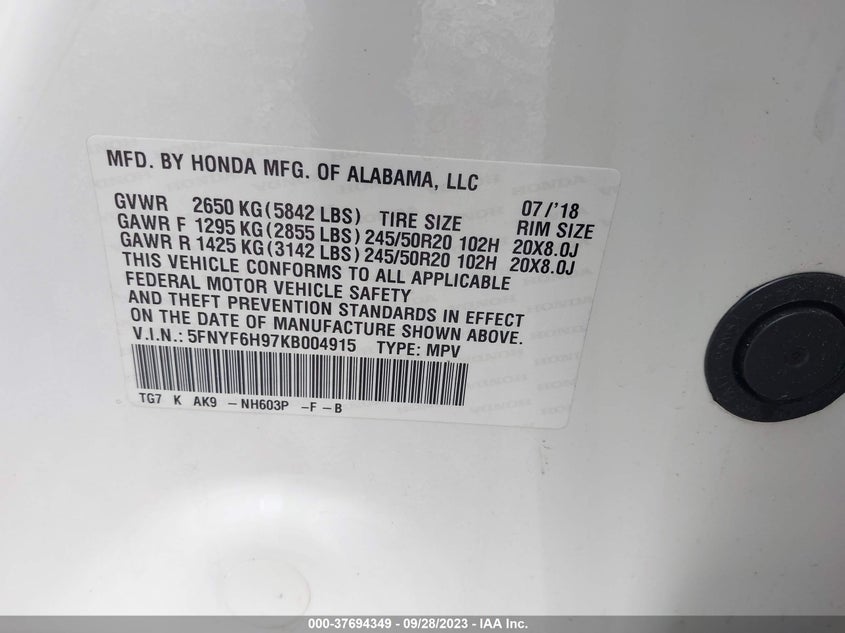 MFD. BY HONDA MFG. OF ALABAMA, LLC
GVWR 2650 KG(5842 LBS) TIRE SIZE 07/'18 RIM SIZE
GAWR F 1295 KG(2855 LBS) 245/50R20 102H 20X8.0J
GAWR R 1425 KG(3142 LBS) 245/50R20 102H 20X8.0J
THIS VEHICLE CONFORMS TO ALL APPLICABLE
FEDERAL MOTOR VEHICLE SAFETY
AND THEFT PREVENTION STANDARDS IN EFFECT
ON THE DATE OF MANUFACTURE SHOWN ABOVE.
V.I.N.: 5FNYF6H97KB004915 TYPE: MPV
TG7 K AK9 - NH603P - F - B
000-37694349 - 09/28/2023 - IAA Inc.